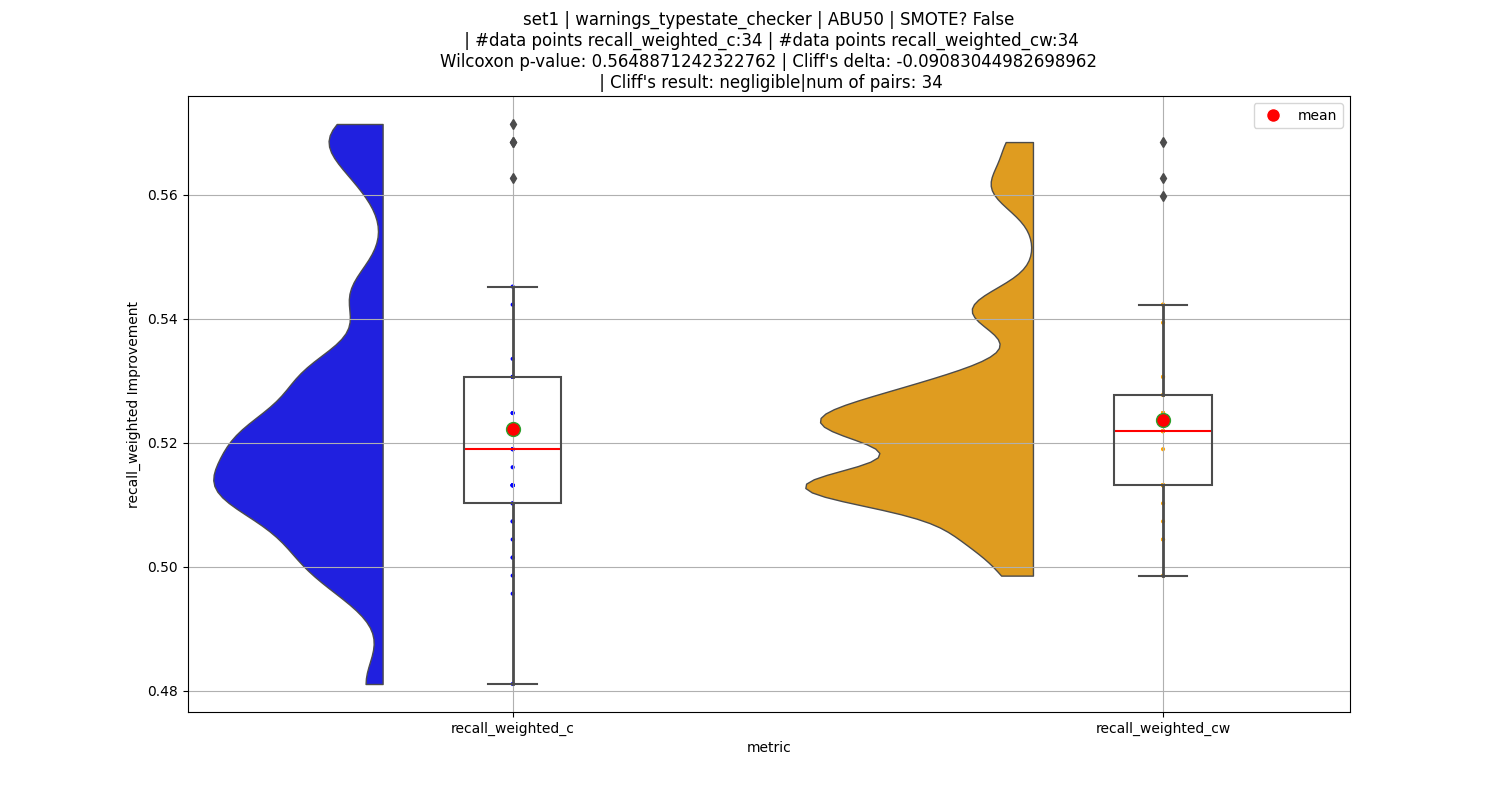 set1 | warnings_typestate_checker | ABU50 | SMOTE? False
| #data points recall_weighted_c:34 | #data points recall_weighted_cw:34
Wilcoxon p-value: 0.5648871242322762 | Cliff's delta: -0.09083044982698962
| Cliff's result: negligible|num of pairs: 34
mean
0.56
0.54
0.52
0.50
0.48
recall_weighted Improvement
recall_weighted_c
recall_weighted_cw
metric